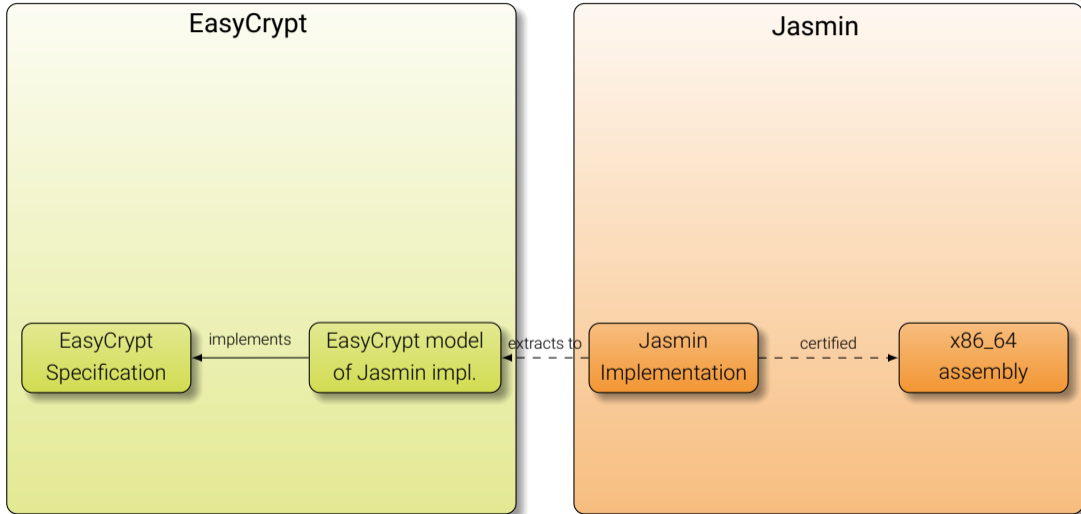 EasyCrypt
Jasmin
EasyCrypt
Specification
implements
EasyCrypt model
of Jasmin impl.
extracts to
Jasmin
Implementation
certified
x86_64
assembly